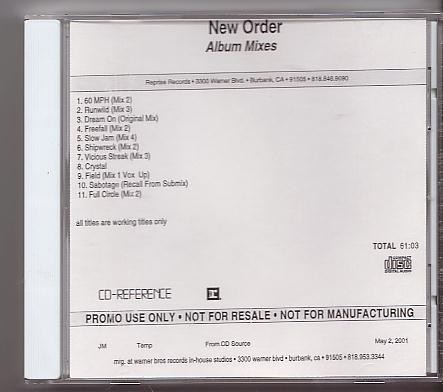 New Order
Album Mixes
Reprise Records • 3300 Warner Blvd. • Burbank, CA • 91505 • 818.846.9090
1. 60 MPH (Mix 2)
2. Runwild (Mix 3)
3. Dream On (Original Mix)
4. Freefall (Mix 2)
5. Slow Jam (Mix 4)
6. Shipwreck (Mix 2)
7. Vicious Streak (Mix 3)
8. Crystal
9. Field (Mix 1 Vox Up)
10. Sabotage (Recall From Submix)
11. Full Circle (Mix 2)
all titles are working titles only
TOTAL 61:03
COMPACT
disc
DIGITAL AUDIO
CD-REFERENCE
PROMO USE ONLY • NOT FOR RESALE • NOT FOR MANUFACTURING
JM Temp From CD Source May 2, 2001
mfg. at warner bros records in-house studios • 3300 warner blvd • burbank, ca • 91505 • 818.953.3344